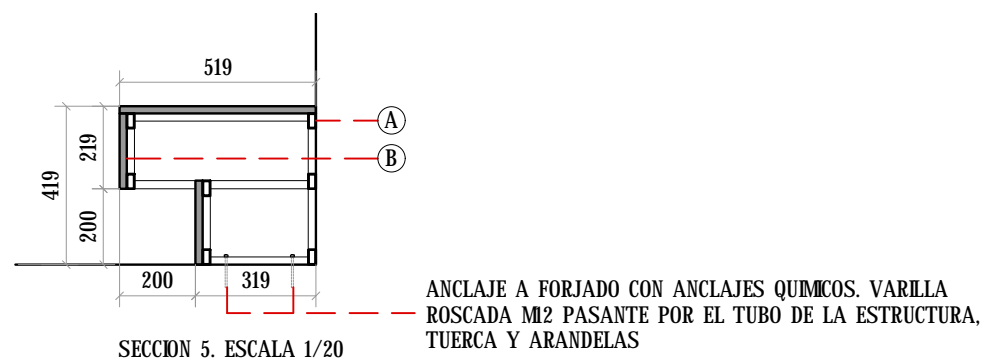 519
A
B
419
219
200
200
319
ANCLAJE A FORJADO CON ANCLAJES QUIMICOS. VARILLA
ROSCADA M12 PASANTE POR EL TUBO DE LA ESTRUCTURA,
TUERCA Y ARANDELAS
SECCION 5. ESCALA 1/20